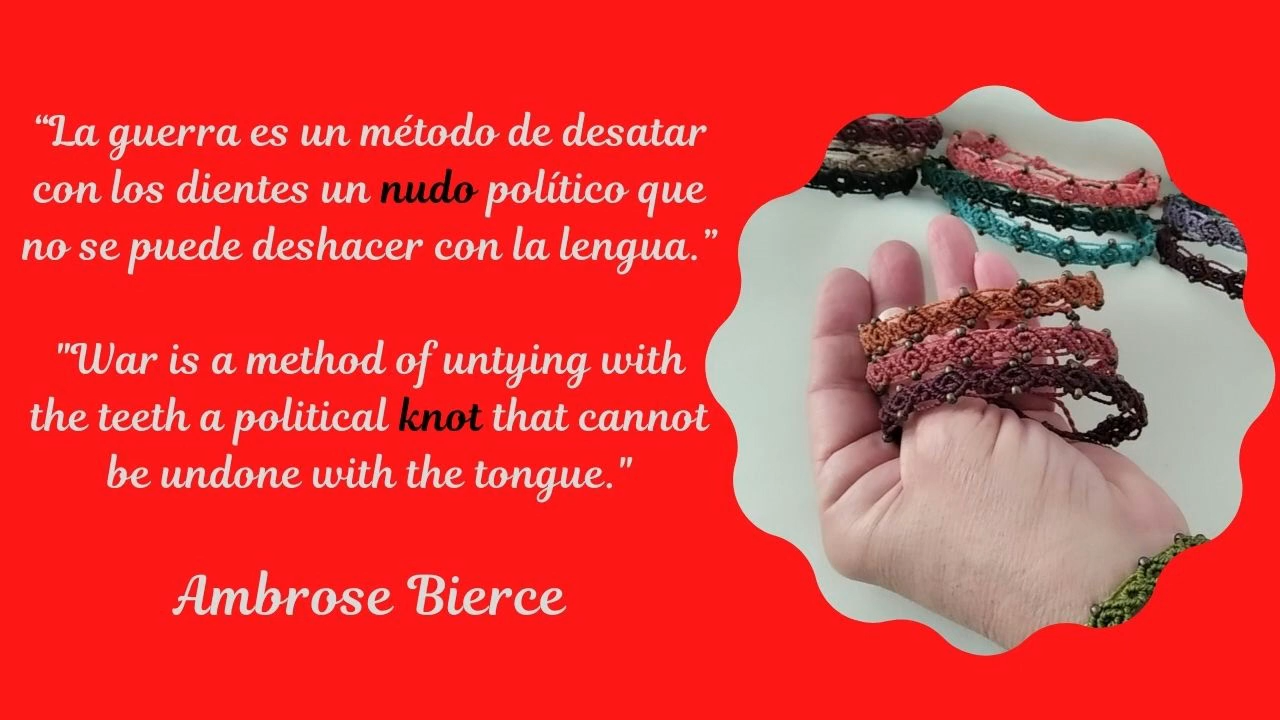 “La guerra es un método de desatar
con los dientes un nudo político que
no se puede deshacer con la lengua.”
"War is a method of untying with
the teeth a political knot that cannot
be undone with the tongue."
Ambrose Bierce